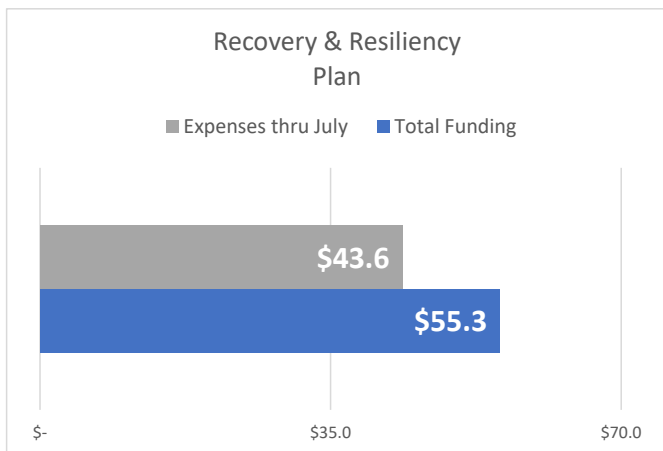 Recovery & Resiliency
Plan
Expenses thru July Total Funding
$43.6
$55.3
$- $35.0 $70.0